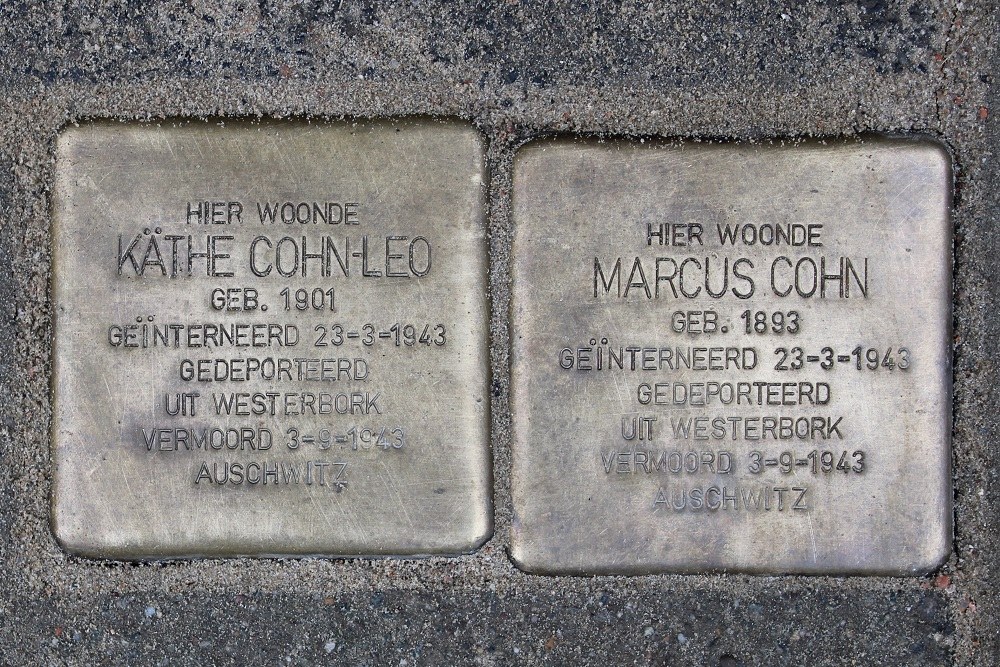 HIER WOONDE
KÄTHE COHN-LEO
GEB. 1901
GEÏNTERNEERD 23-3-1943
GEDEPORTEERD
UIT WESTERBORK
VERMOORD 3-9-1943
AUSCHWITZ
HIER WOONDE
MARCUS COHN
GEB. 1893
GEÏNTERNEERD 23-3-1943
GEDEPORTEERD
UIT WESTERBORK
VERMOORD 3-9-1943
AUSCHWITZ